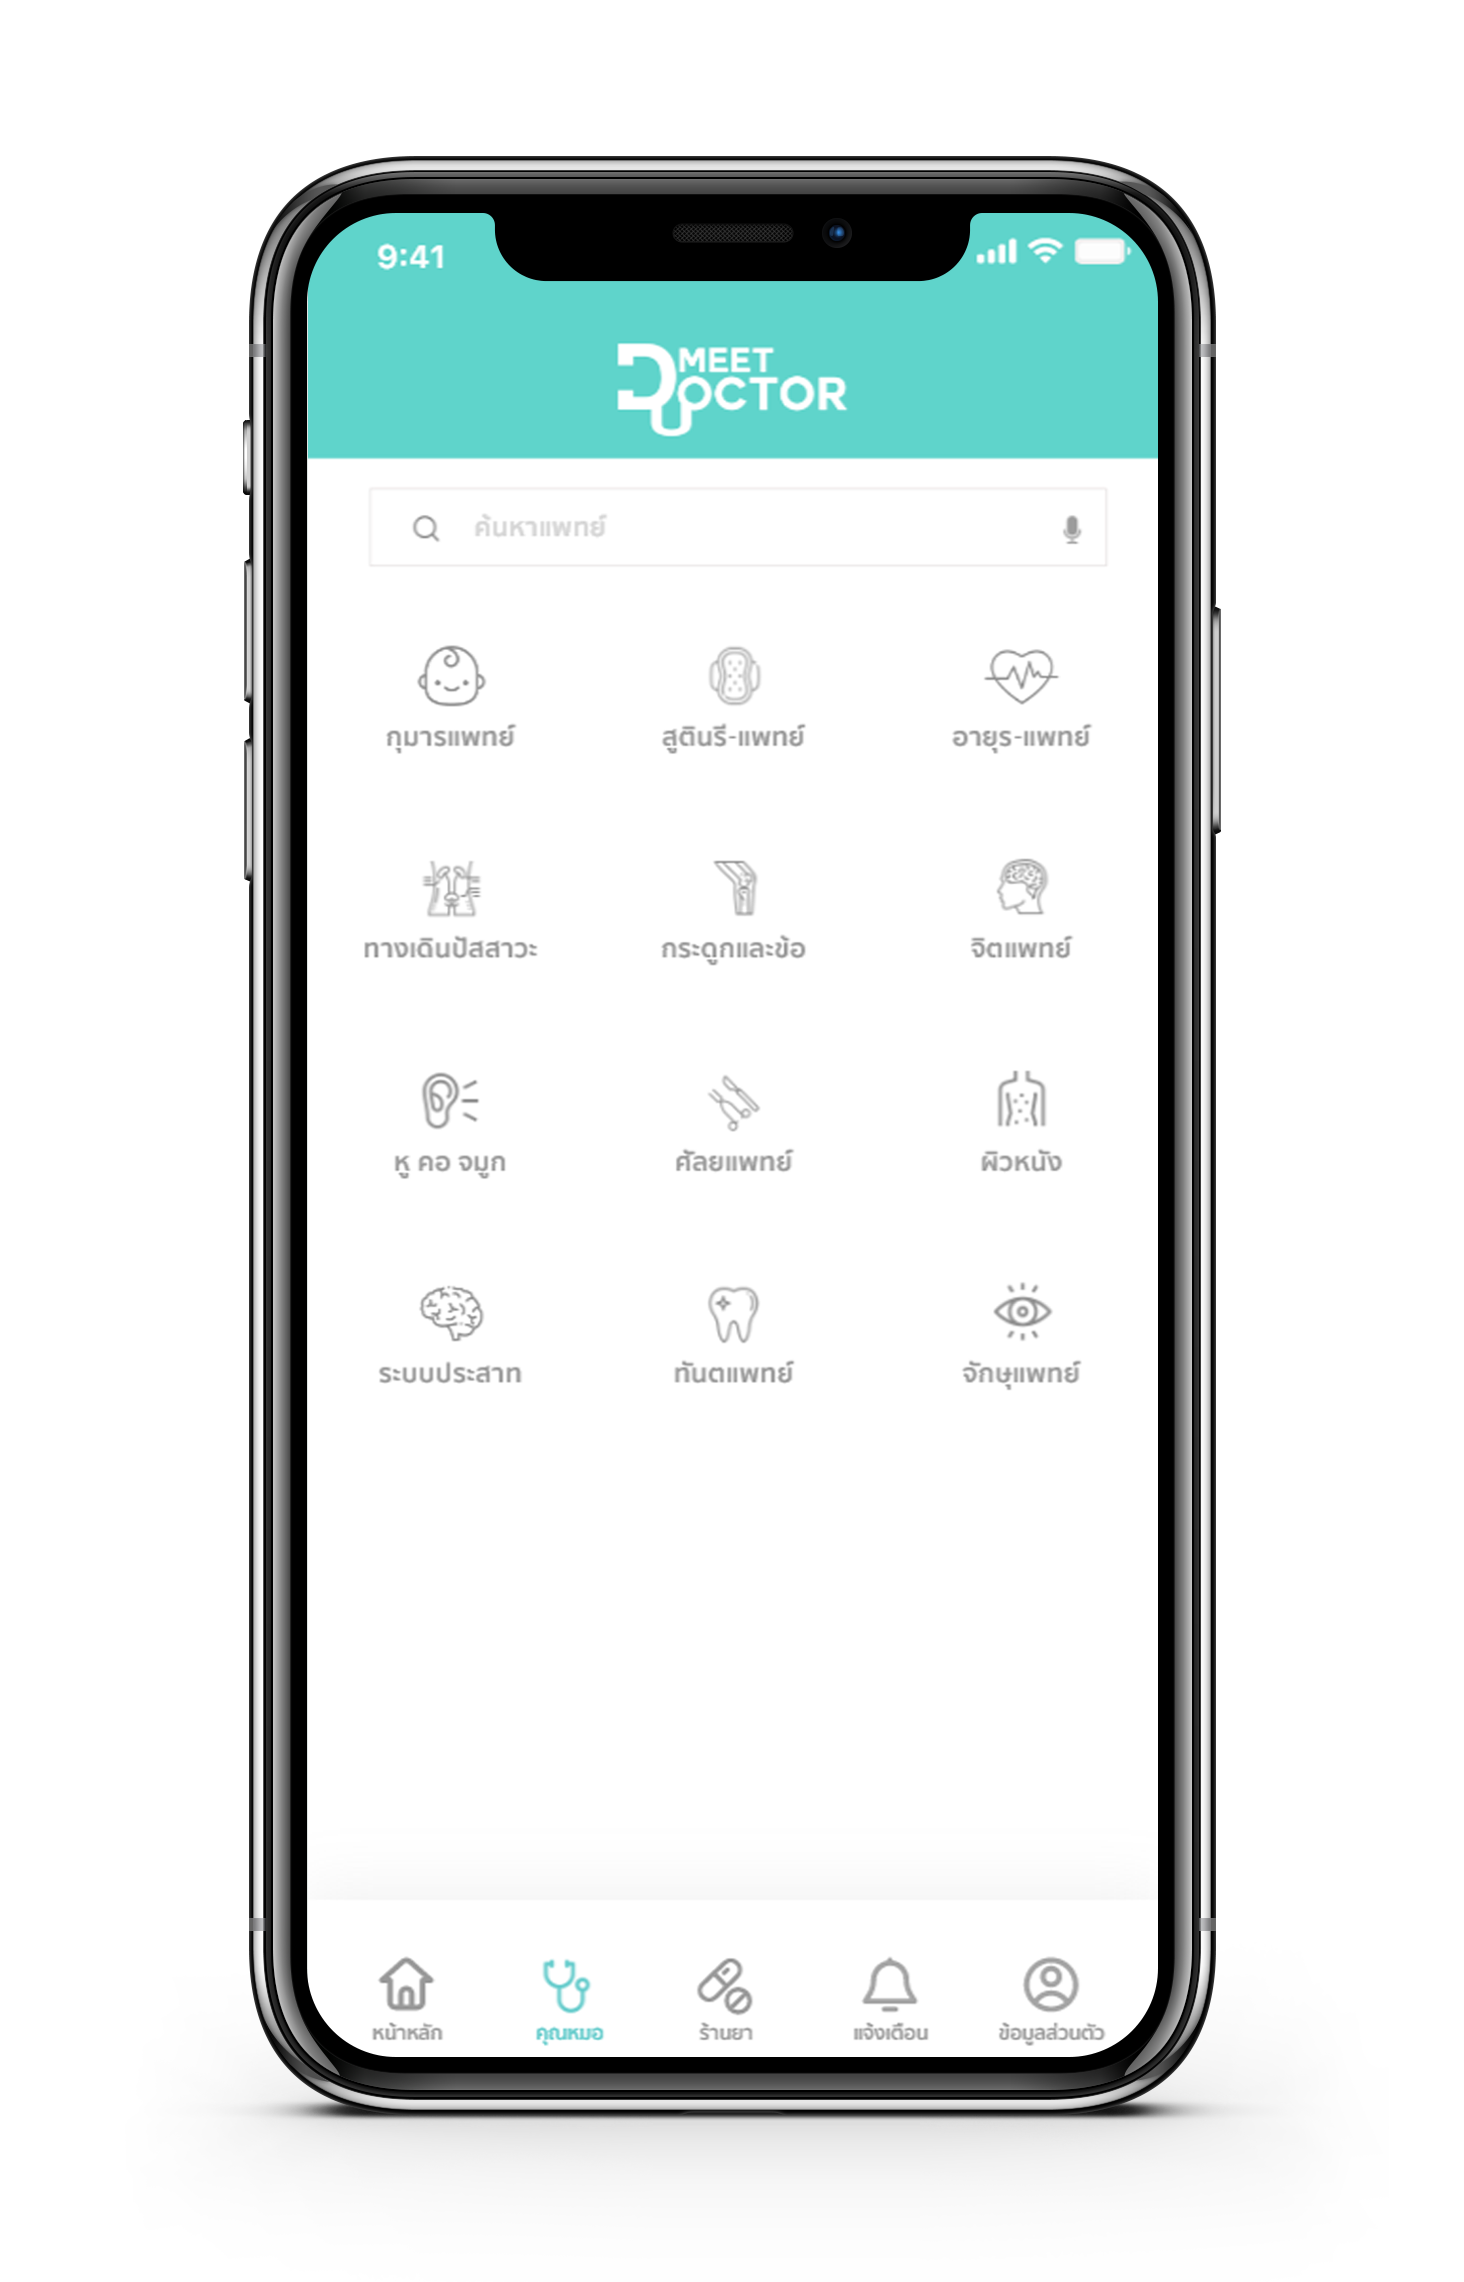 9:41
MEET
DOCTOR
ค้นหาแพทย์
กุมารแพทย์ สูตินรี-แพทย์ อายุร-แพทย์
ทางเดินปัสสาวะ กระดูกและข้อ จิตแพทย์
หู คอ จมูก ศัลยแพทย์ ผิวหนัง
ระบบประสาท ทันตแพทย์ จักษุแพทย์
หน้าหลัก คุณหมอ ร้านยา แจ้งเตือน ข้อมูลส่วนตัว